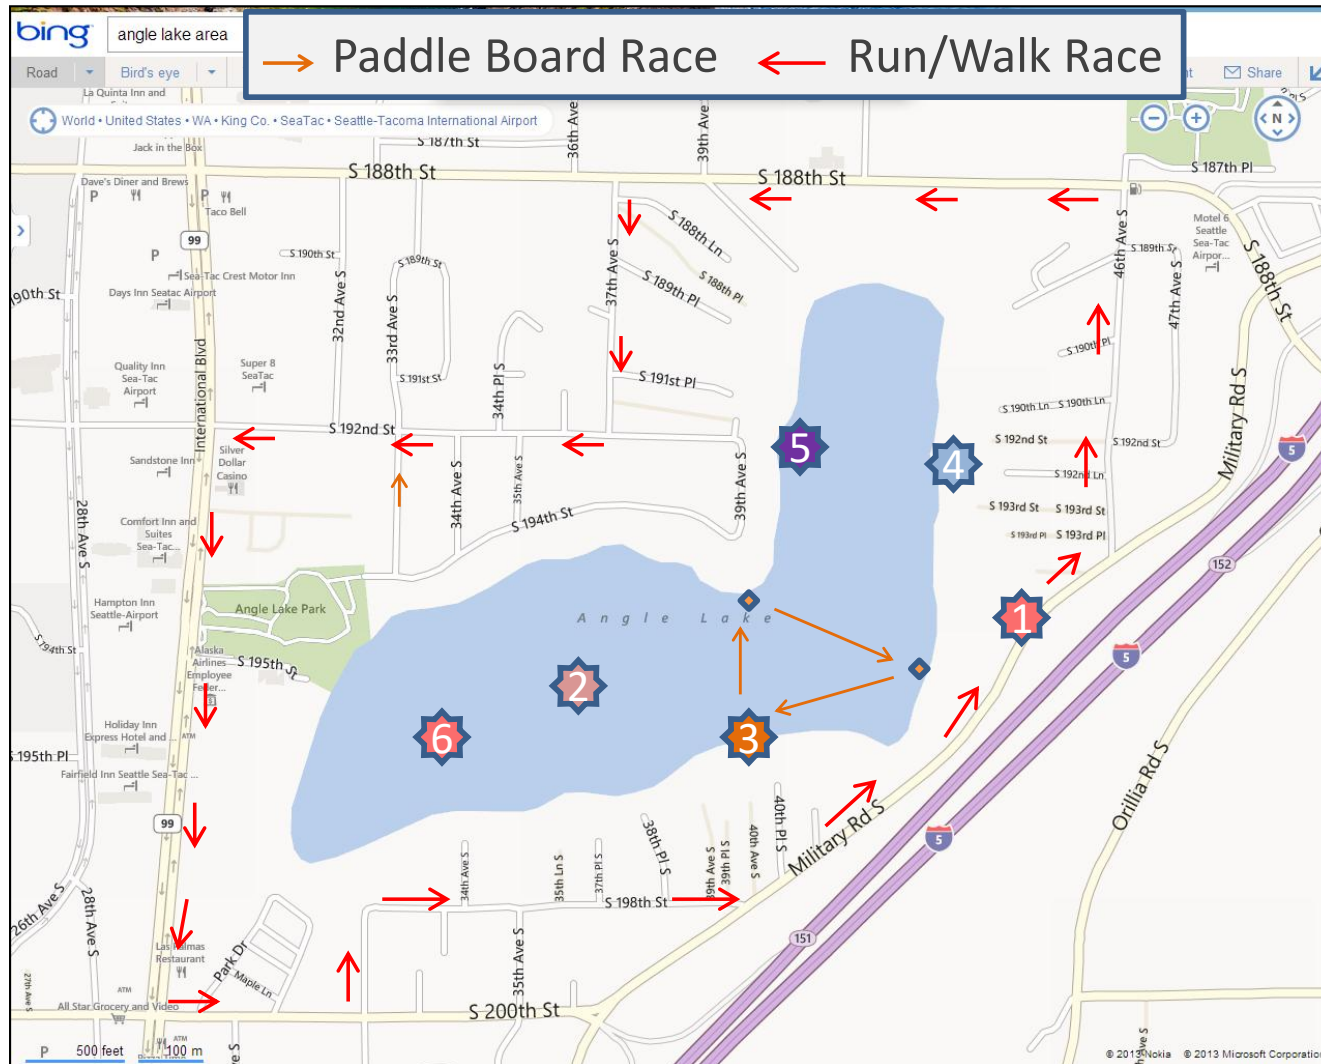 bing
angle lake area
Paddle Board Race
Run/Walk Race
Road
Bird's eye
Share
World • United States • WA • King Co. • SeaTac • Seattle-Tacoma International Airport
N
La Quinta Inn and
Jack in the Box
S 187th St
36th Ave S
39th Ave
S 187th Pl
S 188th St
S 188th St
Dave's Diner and Brews
P
P
Taco Bell
99
P
S 190th St
Sea-Tac Crest Motor Inn
Days Inn Seatac Airport
190th St
32nd Ave S
33rd Ave S
S 189th St
37th Ave S
S 188th Ln
S 188th Pl
S 189th Pl
46th Ave S
S 189th St
47th Ave S
Motel 6
Seattle
Sea-Tac
Airpor...
S 188th St
Quality Inn
Sea-Tac
Airport
International Blvd
Super 8
SeaTac
S 191st St
34th Pl S
S 191st Pl
S 190th Pl
S 190th Ln
S 190th Ln
Military Rd S
S 192nd St
S 192nd St
S 192nd St
5
4
5
Sandstone Inn
Silver
Dollar
Casino
34th Ave S
35th Ave S
39th Ave S
S 192nd Ln
S 193rd St
S 193rd St
S 193rd Pl
S 193rd Pl
28th Ave S
Comfort Inn and
Suites
Sea-Tac...
S 194th St
152
Hampton Inn
Seattle-Airport
Angle Lake Park
Angle Lake
1
S 194th St
Alaska
Airlines
Employee
Feder...
S 195th St
2
5
Holiday Inn
Express Hotel and ...
ATM
6
3
S 195th Pl
Fairfield Inn Seattle Sea-Tac ...
99
40th Pl S
Military Rd S
5
Orillia Rd S
34th Ave S
35th Ln S
37th Pl S
38th Pl S
39th Ave S
39th Pl S
40th Ave S
S 198th St
26th Ave S
28th Ave S
Las Palmas
Restaurant
Park Dr
Maple Ln
35th Ave S
151
27th Ave S
ATM
All Star Grocery and Video
S 200th St
P
500 feet
100 m
ATM
© 2013 Nokia © 2013 Microsoft Corporation